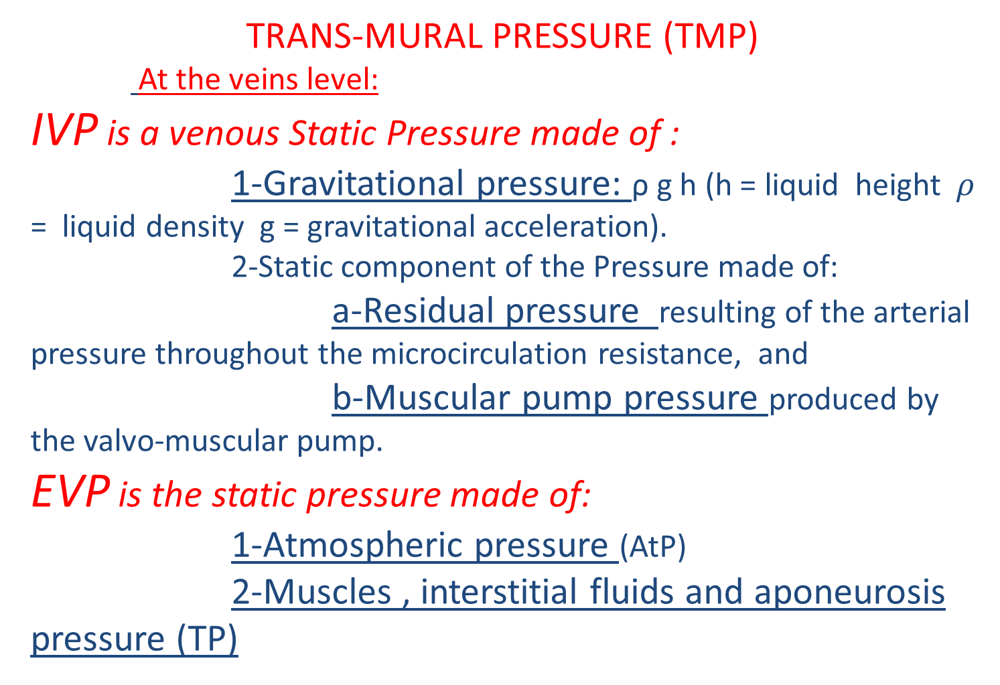 TRANS-MURAL PRESSURE (TMP)
At the veins level:
IVP is a venous Static Pressure made of :
1-Gravitational pressure: ρ g h (h = liquid height ρ
= liquid density g = gravitational acceleration).
2-Static component of the Pressure made of:
a-Residual pressure resulting of the arterial
pressure throughout the microcirculation resistance, and
b-Muscular pump pressure produced by
the valvo-muscular pump.
EVP is the static pressure made of:
1-Atmospheric pressure (AtP)
2-Muscles , interstitial fluids and aponeurosis
pressure (TP)